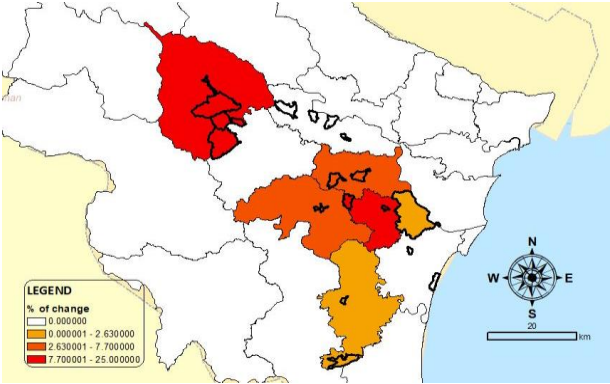 N
W E
S
20
km
LEGEND
% of change
0.000000
0.000001 - 2.630000
2.630001 - 7.700000
7.700001 - 25.000000